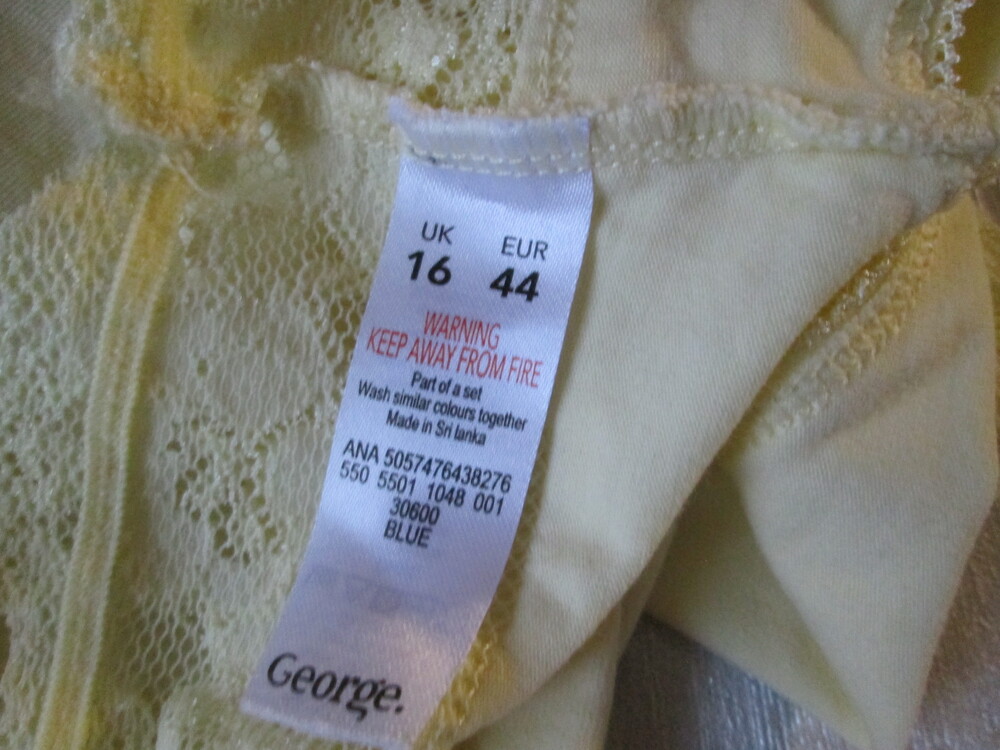 UK EUR
16 44
WARNING
KEEP AWAY FROM FIRE
Part of a set
Wash similar colours together
Made in Sri lanka
ANA 5057476438276
550 5501 1048 001
30600
BLUE
George.